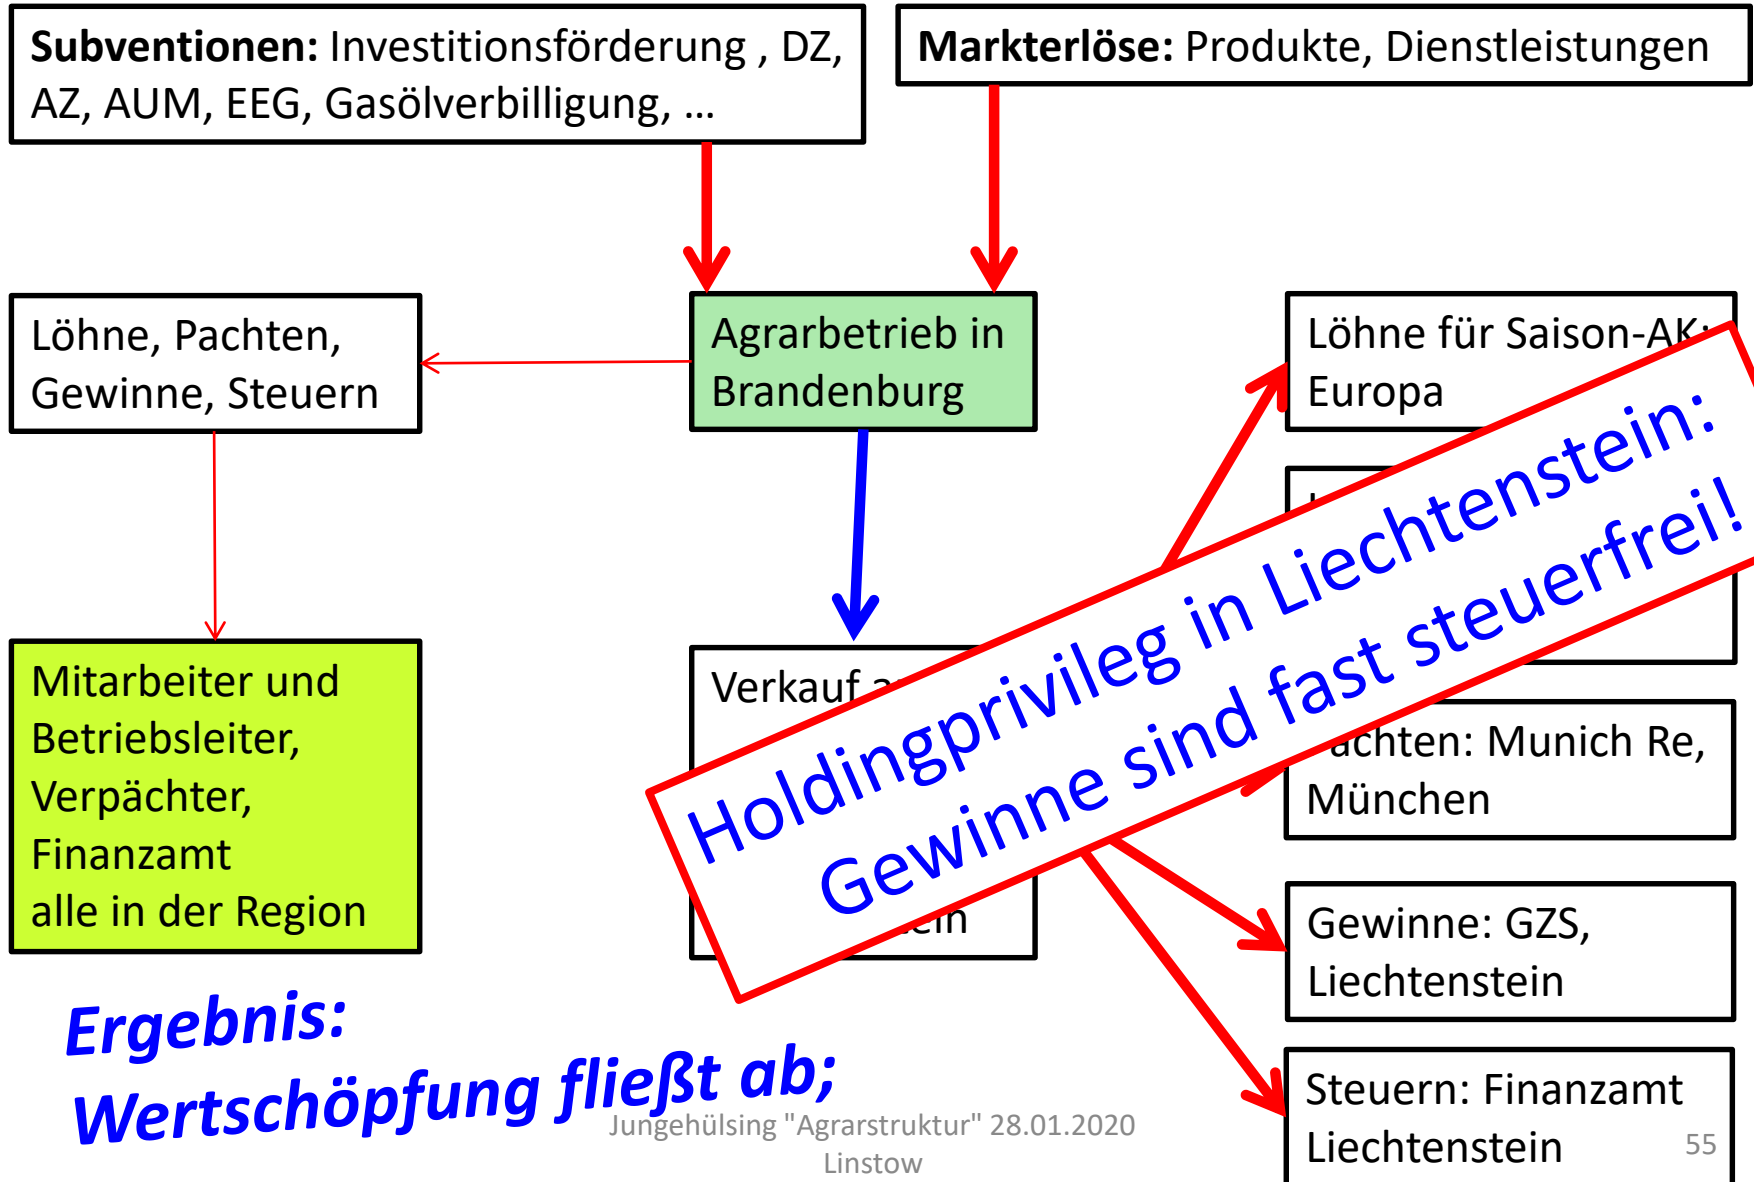 Subventionen: Investitionsförderung , DZ,
AZ, AUM, EEG, Gasölverbilligung, ...
Markterlöse: Produkte, Dienstleistungen
Löhne, Pachten,
Gewinne, Steuern
Agrarbetrieb in
Brandenburg
Löhne für Saison-AK:
Europa
Mitarbeiter und
Betriebsleiter,
Verpächter,
Finanzamt
alle in der Region
Verkauf
Holdingprivileg in Liechtenstein:
Gewinne sind fast steuerfrei!
Pachten: Munich Re,
München
Gewinne: GZS,
Liechtenstein
Steuern: Finanzamt
Liechtenstein
Ergebnis:
Wertschöpfung fließt ab;
Jungehülsing "Agrarstruktur" 28.01.2020
Linstow
55